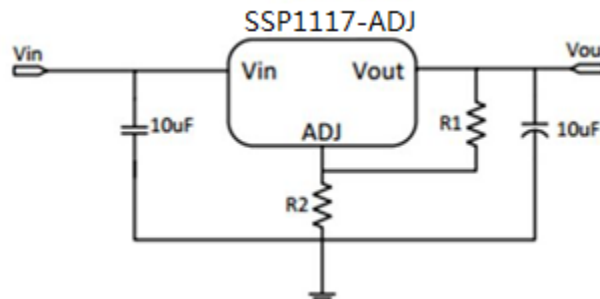 SSP1117-ADJ
Vin
Vou
Vin
Vout
10uF
ADJ
R1
10uF
R2